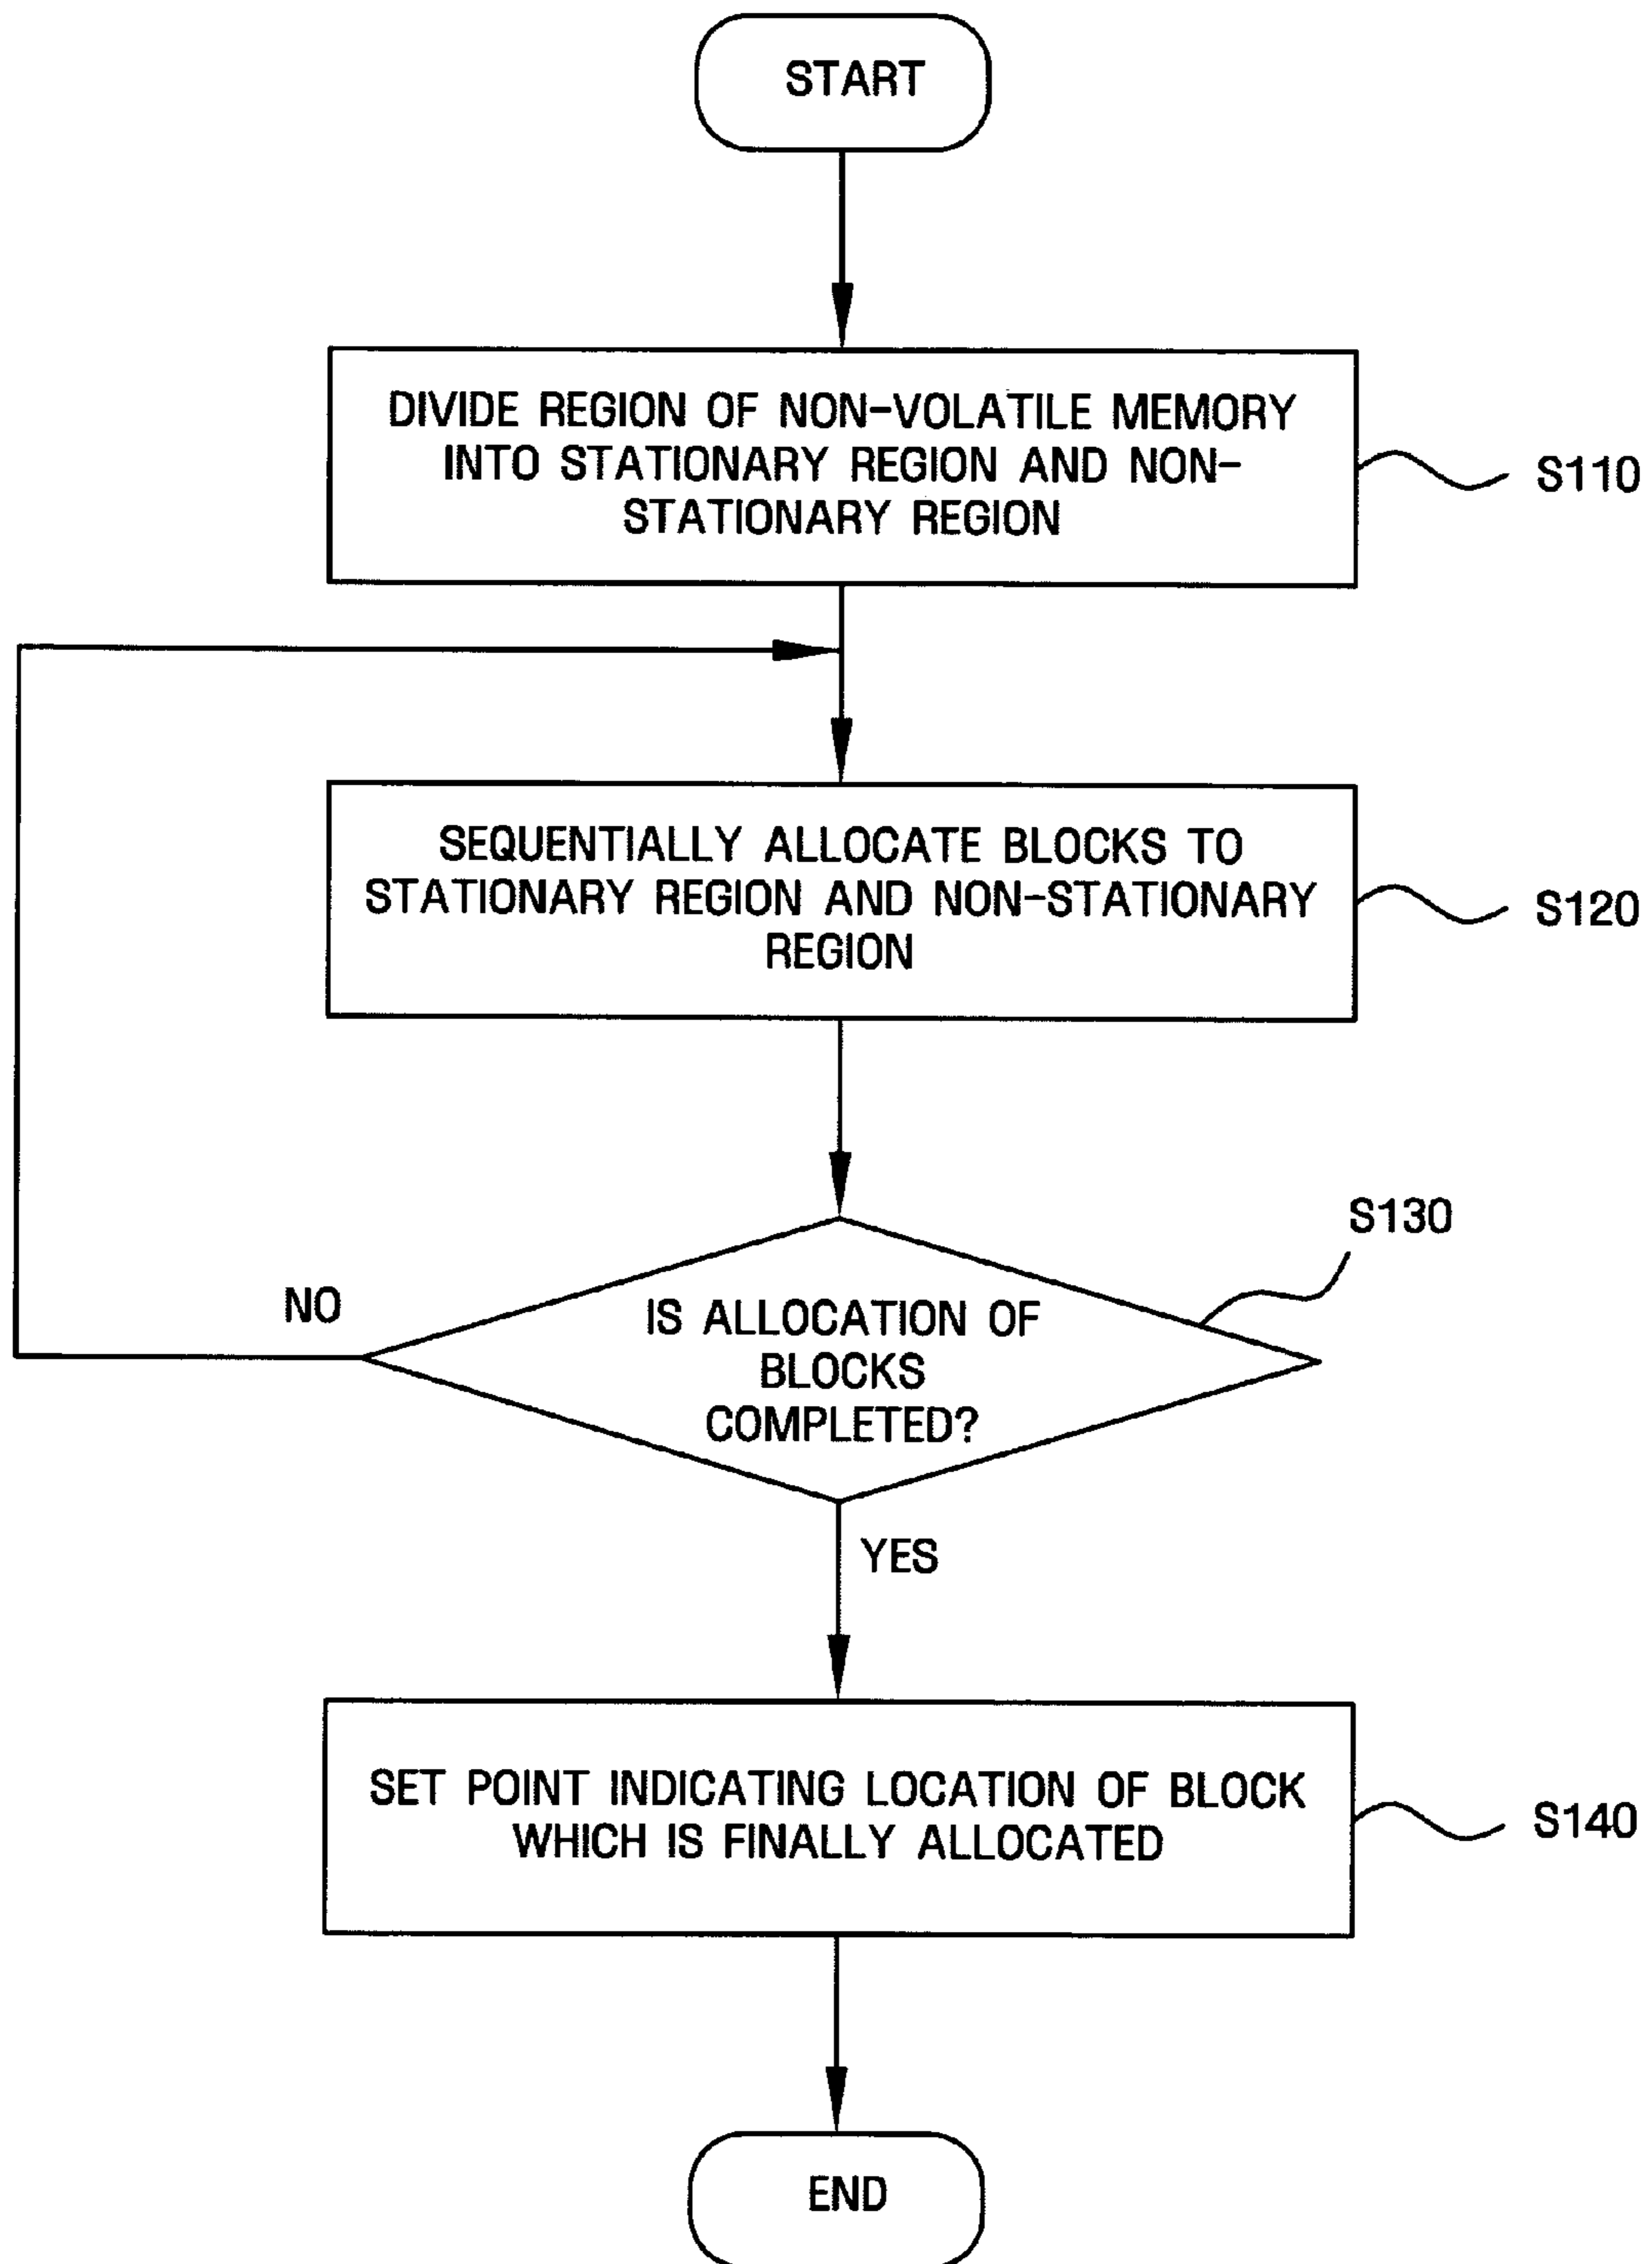 START
DIVIDE REGION OF NON-VOLATILE MEMORY
INTO STATIONARY REGION AND NON-
STATIONARY REGION
S110
SEQUENTIALLY ALLOCATE BLOCKS TO
STATIONARY REGION AND NON-STATIONARY
REGION
S120
S130
NO
IS ALLOCATION OF
BLOCKS
COMPLETED?
YES
SET POINT INDICATING LOCATION OF BLOCK
WHICH IS FINALLY ALLOCATED
S140
END